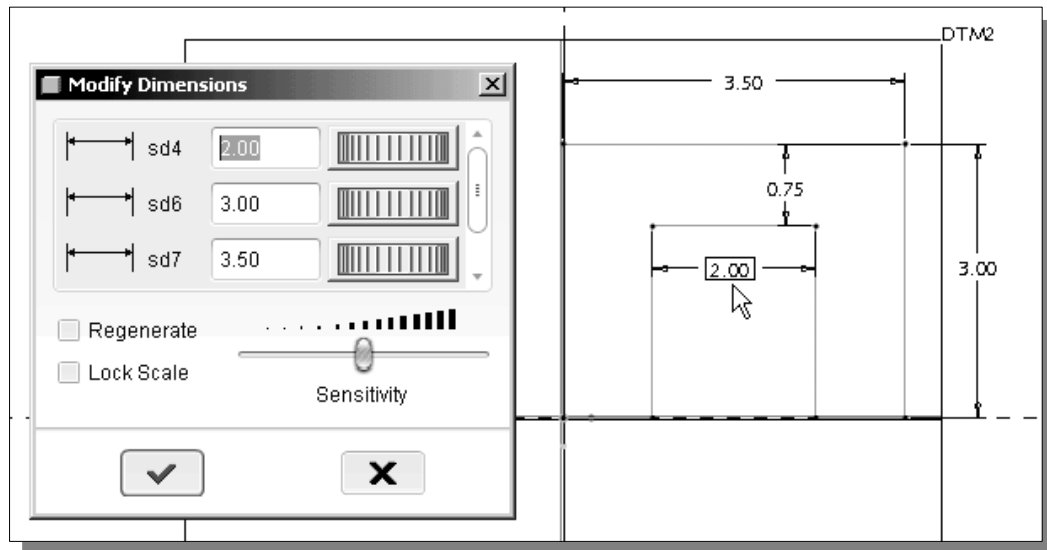 DTM2
Modify Dimensions
sd4 2.00
sd6 3.00
sd7 3.50
Regenerate
Lock Scale
Sensitivity
3.50
0.75
2.00
3.00